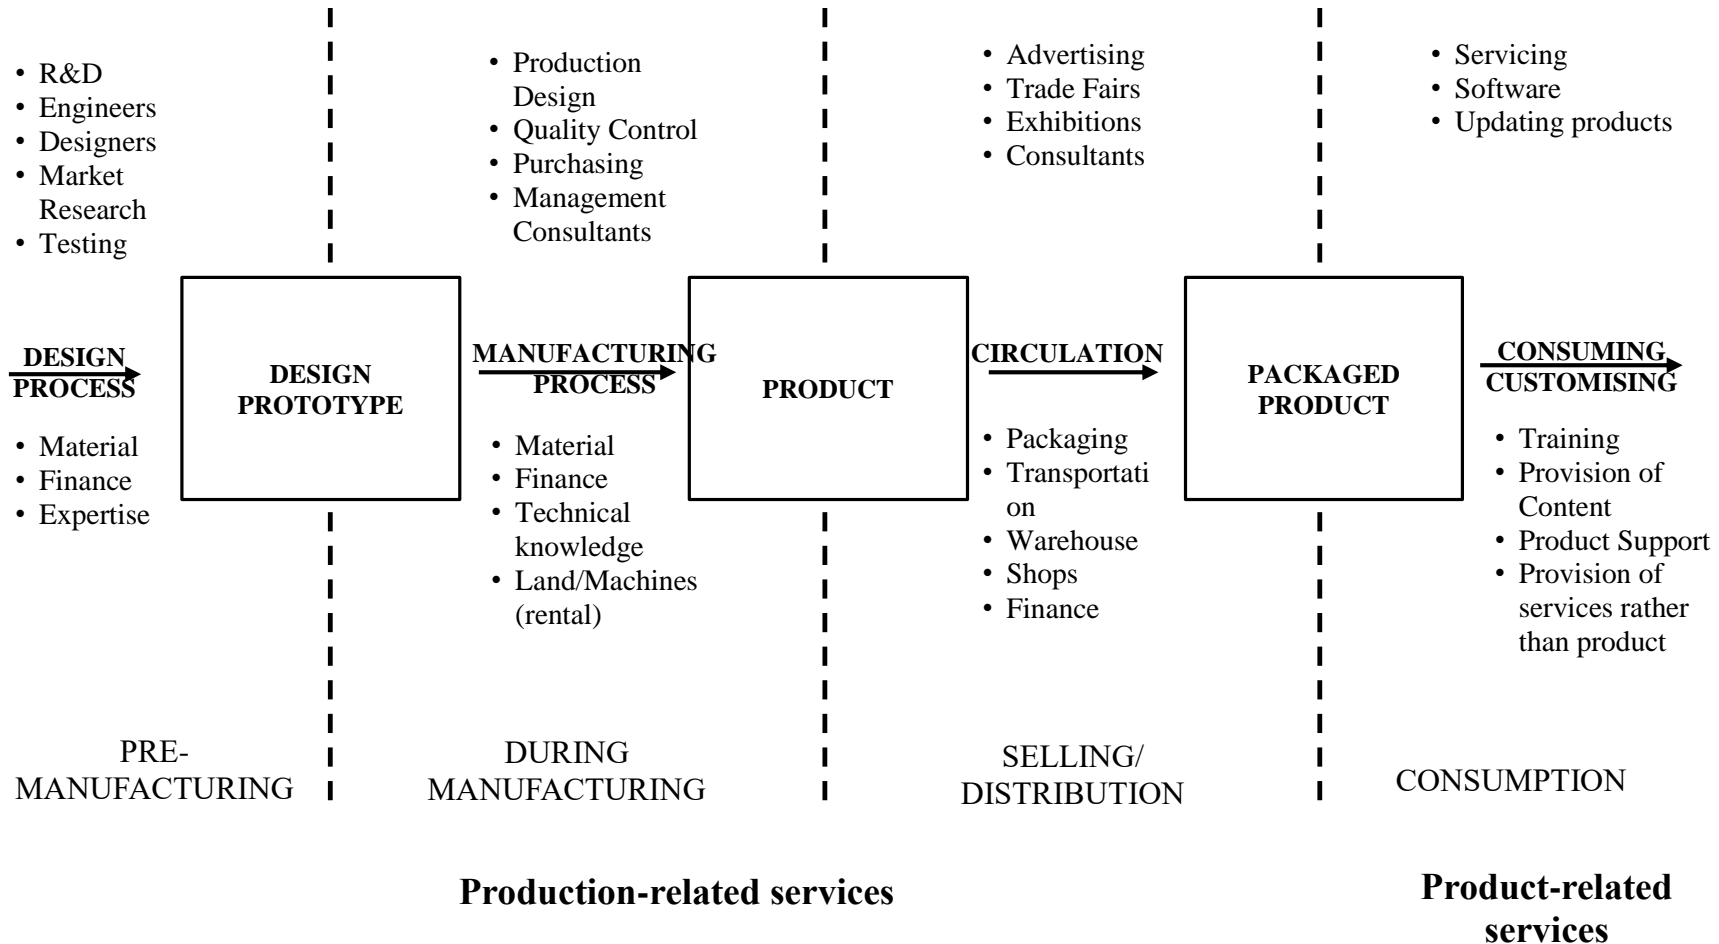 • R&D
• Engineers
• Designers
• Market
Research
• Testing
• Production
Design
• Quality Control
• Purchasing
• Management
Consultants
• Advertising
• Trade Fairs
• Exhibitions
• Consultants
• Servicing
• Software
• Updating products
DESIGN
PROCESS
DESIGN
PROTOTYPE
MANUFACTURING
PROCESS
PRODUCT
CIRCULATION
PACKAGED
PRODUCT
CONSUMING
CUSTOMISING
• Material
• Finance
• Expertise
• Material
• Finance
• Technical
knowledge
• Land/Machines
(rental)
• Packaging
• Transportati
on
• Warehouse
• Shops
• Finance
• Training
• Provision of
Content
• Product Support
• Provision of
services rather
than product
PRE-
MANUFACTURING
DURING
MANUFACTURING
SELLING/
DISTRIBUTION
CONSUMPTION
Production-related services
Product-related
services